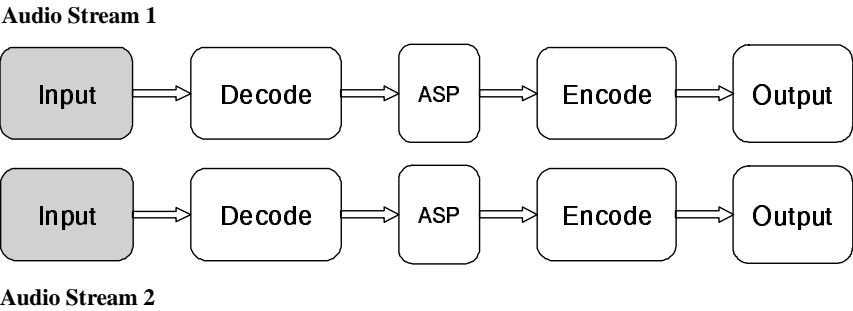 Audio Stream 1
Input Decode ASP Encode Output
Input Decode ASP Encode Output
Audio Stream 2